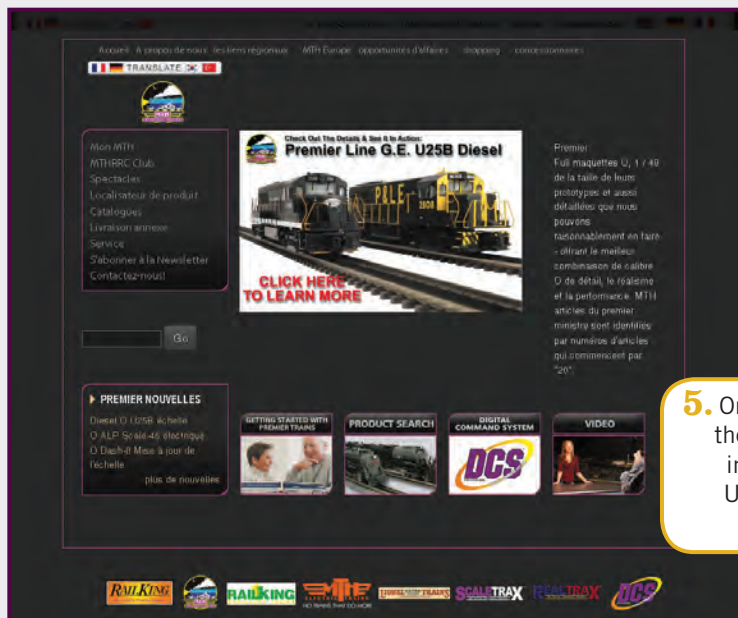 Accueil A propos de nous les liens régionaux MTH Europe opportunités d'affaires shopping concessionnaires
TRANSLATE
Mon MTH
MTHRRC Club
Spectacles
Localisateur de produit
Catalogues
Livraison annexe
Service
S'abonner à la Newsletter
Contactez-nous!
Go
Check Out The Details & See It In Action:
Premier Line G.E. U25B Diesel
P&LE
2808
CLICK HERE
TO LEARN MORE
Premier
Full maquettes O, 1 / 48
de la taille de leurs
prototypes et aussi
détaillées que nous
pouvons
raisonnablement en faire
- offrant le meilleur
combinaison de calibre
O de détail, le réalisme
et la performance. MTH
articles du premier
ministre sont identifiés
par numéros d'articles
qui commencent par
"20".
PREMIER NOUVELLES
Diesel O U25B échelle
O ALP Scale-45 électrique
O Dash-8 Mise à jour de
l'échelle
plus de nouvelles
GETTING STARTED WITH
PREMIER TRAINS
PRODUCT SEARCH
DIGITAL
COMMAND SYSTEM
DCS
VIDEO
5. On
the
in
U
RAILKING
RAILKING
MTH
ELECTRIC TRAINS
NO TRAINS THAT DO MORE
LIONEL TRAINS
SCALETRAX
REALTRAX
DCS